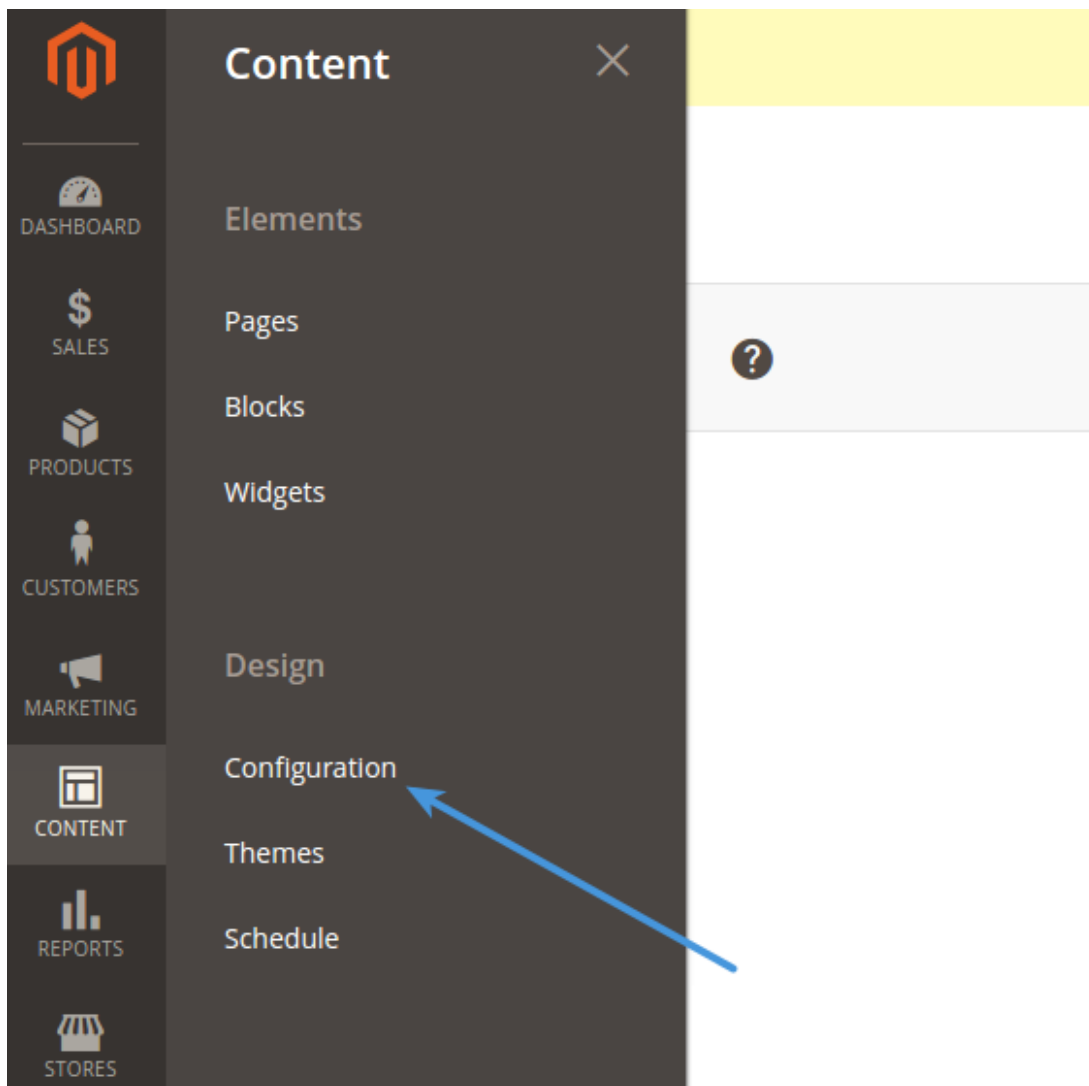 DASHBOARD
SALES
PRODUCTS
CUSTOMERS
MARKETING
CONTENT
REPORTS
STORES
Content
Elements
Pages
Blocks
Widgets
Design
Configuration
Themes
Schedule